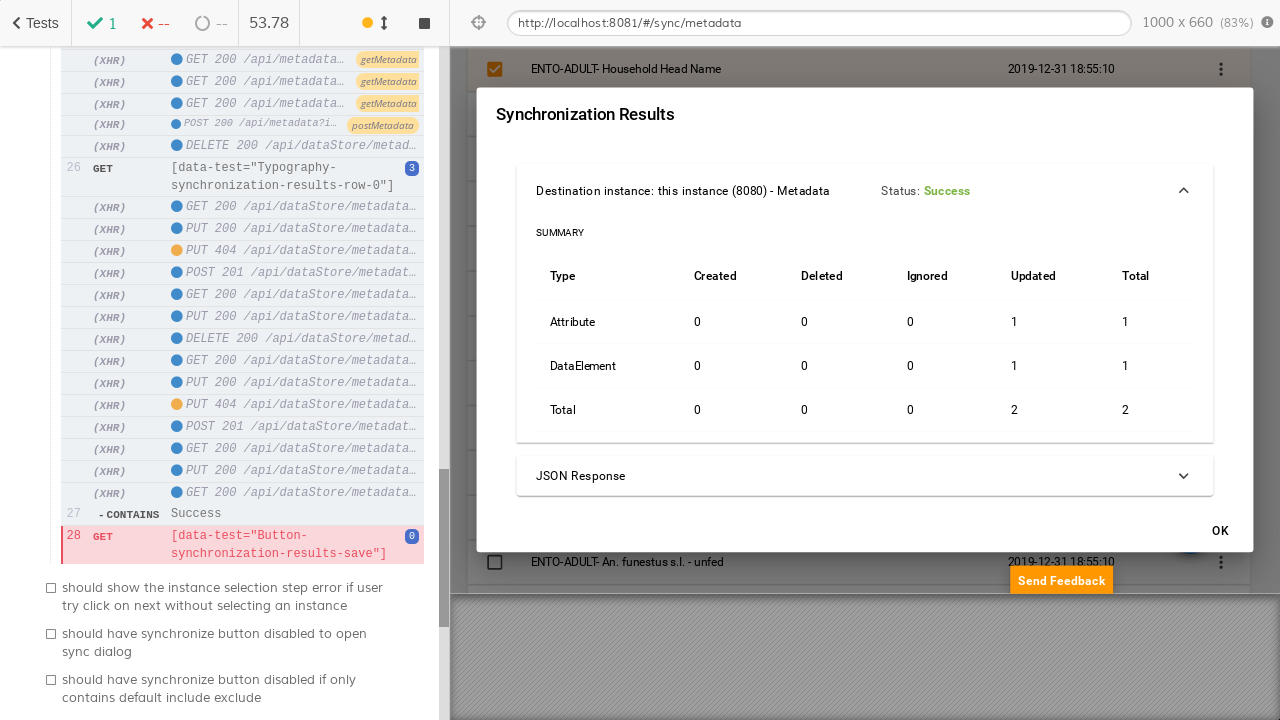 Tests 1 -- -- 53.78 http://localhost:8081/#/sync/metadata 1000 x 660 (83%)
(XHR) GET 200 /api/metadata… getMetadata
(XHR) GET 200 /api/metadata… getMetadata
(XHR) GET 200 /api/metadata… getMetadata
(XHR) POST 200 /api/metadata?i… postMetadata
(XHR) DELETE 200 /api/dataStore/metad…
26 GET [data-test="Typography-
synchronization-results-row-0"] 3
(XHR) GET 200 /api/dataStore/metadata…
(XHR) PUT 200 /api/dataStore/metadata…
(XHR) PUT 404 /api/dataStore/metadata…
(XHR) POST 201 /api/dataStore/metadat…
(XHR) GET 200 /api/dataStore/metadata…
(XHR) PUT 200 /api/dataStore/metadata…
(XHR) DELETE 200 /api/dataStore/metad…
(XHR) GET 200 /api/dataStore/metadata…
(XHR) PUT 200 /api/dataStore/metadata…
(XHR) PUT 404 /api/dataStore/metadata…
(XHR) POST 201 /api/dataStore/metadat…
(XHR) GET 200 /api/dataStore/metadata…
(XHR) PUT 200 /api/dataStore/metadata…
(XHR) GET 200 /api/dataStore/metadata…
27 -CONTAINS Success
28 GET [data-test="Button-
synchronization-results-save"] 0
should show the instance selection step error if user
try click on next without selecting an instance
should have synchronize button disabled to open
sync dialog
should have synchronize button disabled if only
contains default include exclude
ENTO-ADULT- Household Head Name 2019-12-31 18:55:10
Synchronization Results
Destination instance: this instance (8080) - Metadata Status: Success
SUMMARY
Type Created Deleted Ignored Updated Total
Attribute 0 0 0 1 1
DataElement 0 0 0 1 1
Total 0 0 0 2 2
JSON Response
OK
ENTO-ADULT- An. funestus s.l. - unfed 2019-12-31 18:55:10
Send Feedback